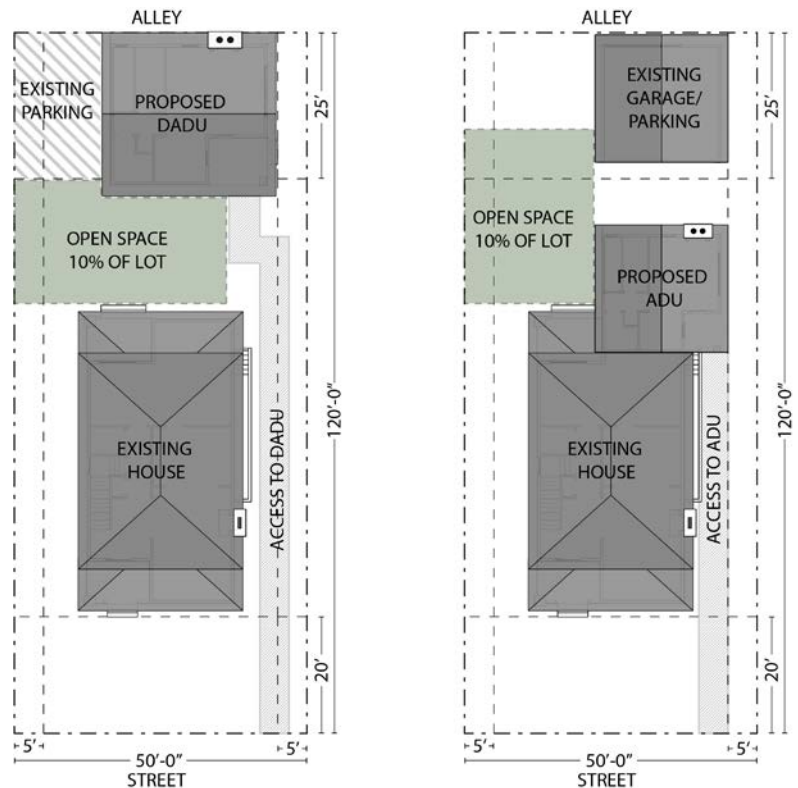 ALLEY
EXISTING
PARKING
PROPOSED
DADU
25'
OPEN SPACE
10% OF LOT
EXISTING
HOUSE
ACCESS TO DADU
120'-0"
20'
5'
50'-0"
5'
STREET
ALLEY
EXISTING
GARAGE/
PARKING
25'
OPEN SPACE
10% OF LOT
PROPOSED
ADU
EXISTING
HOUSE
ACCESS TO ADU
120'-0"
20'
5'
50'-0"
5'
STREET